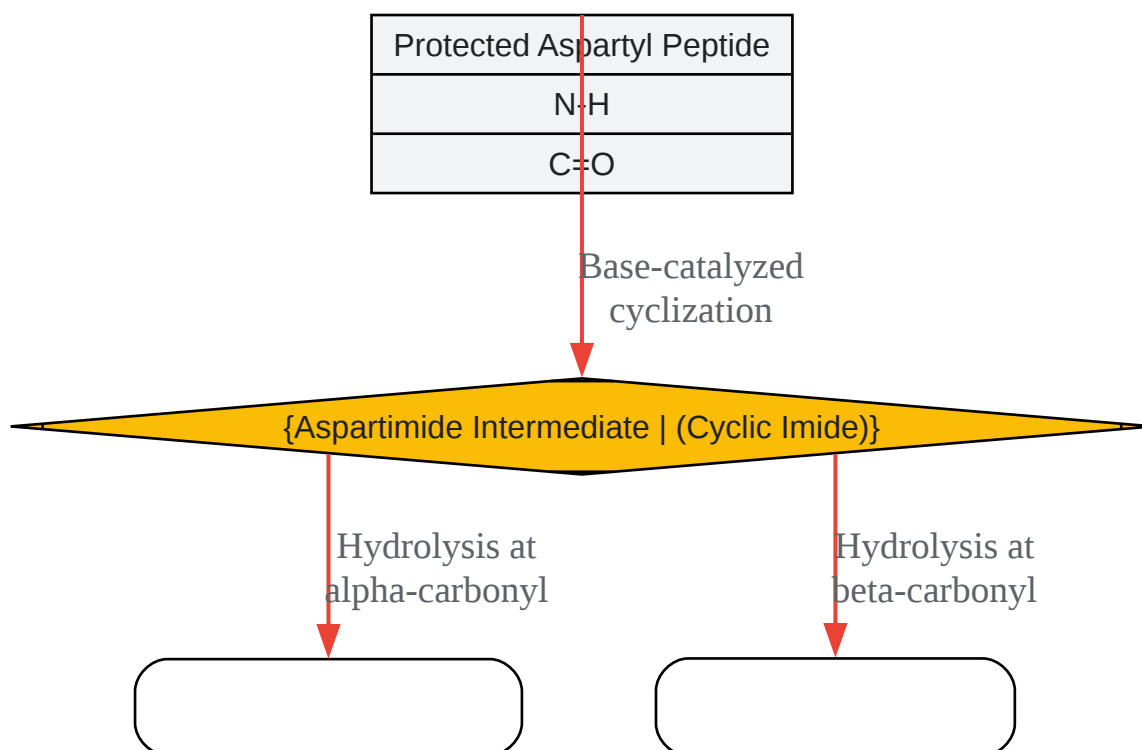 Protected Aspartyl Peptide
N-H
C=O
Base-catalyzed
cyclization
{Aspartimide Intermediate | (Cyclic Imide)}
Hydrolysis at
alpha-carbonyl
Hydrolysis at
beta-carbonyl